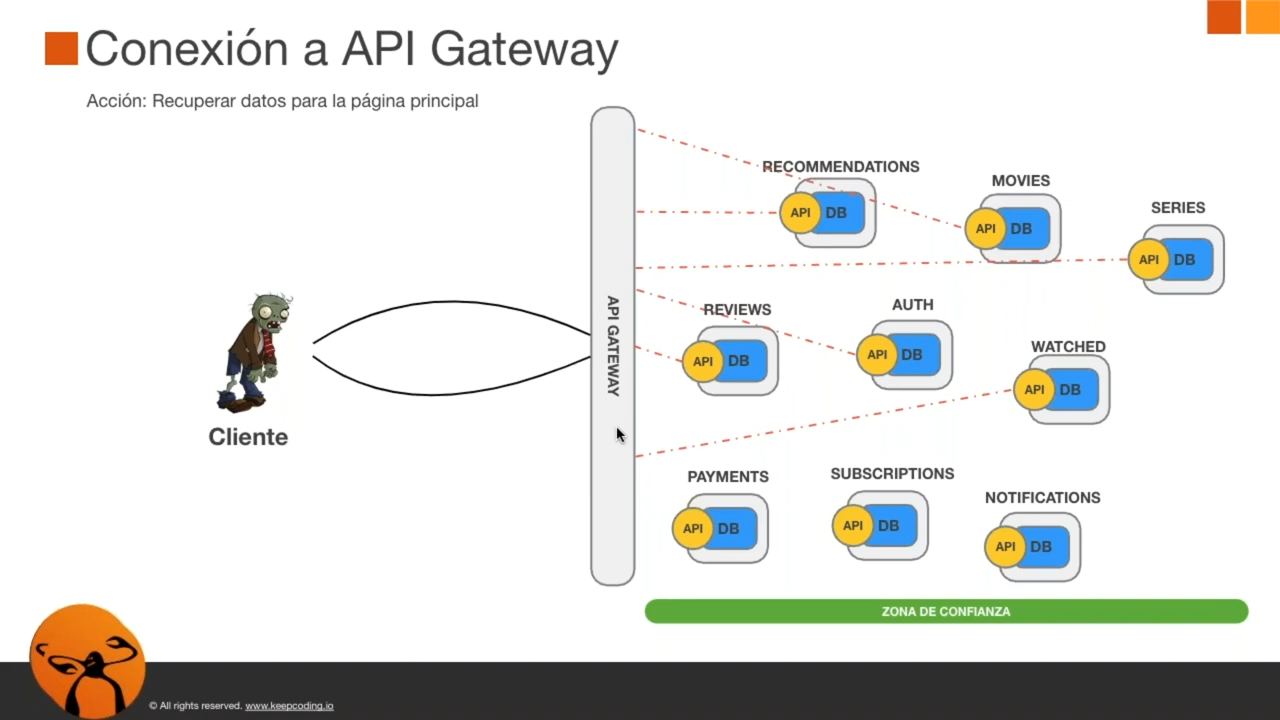 Conexión a API Gateway
Acción: Recuperar datos para la página principal
RECOMMENDATIONS
API DB
MOVIES
API DB
SERIES
API DB
API GATEWAY
REVIEWS
API DB
AUTH
API DB
WATCHED
API DB
Cliente
PAYMENTS
API DB
SUBSCRIPTIONS
API DB
NOTIFICATIONS
API DB
ZONA DE CONFIANZA
© All rights reserved. www.keepcoding.io